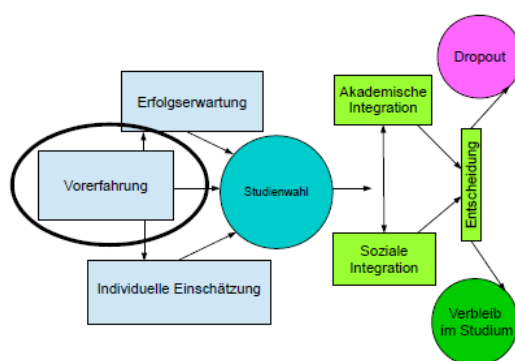 Dropout
Erfolgserwartung
Akademische
Integration
Vorerfahrung
Studienwahl
Entscheidung
Soziale
Integration
Individuelle Einschätzung
Verbleib
im Studium